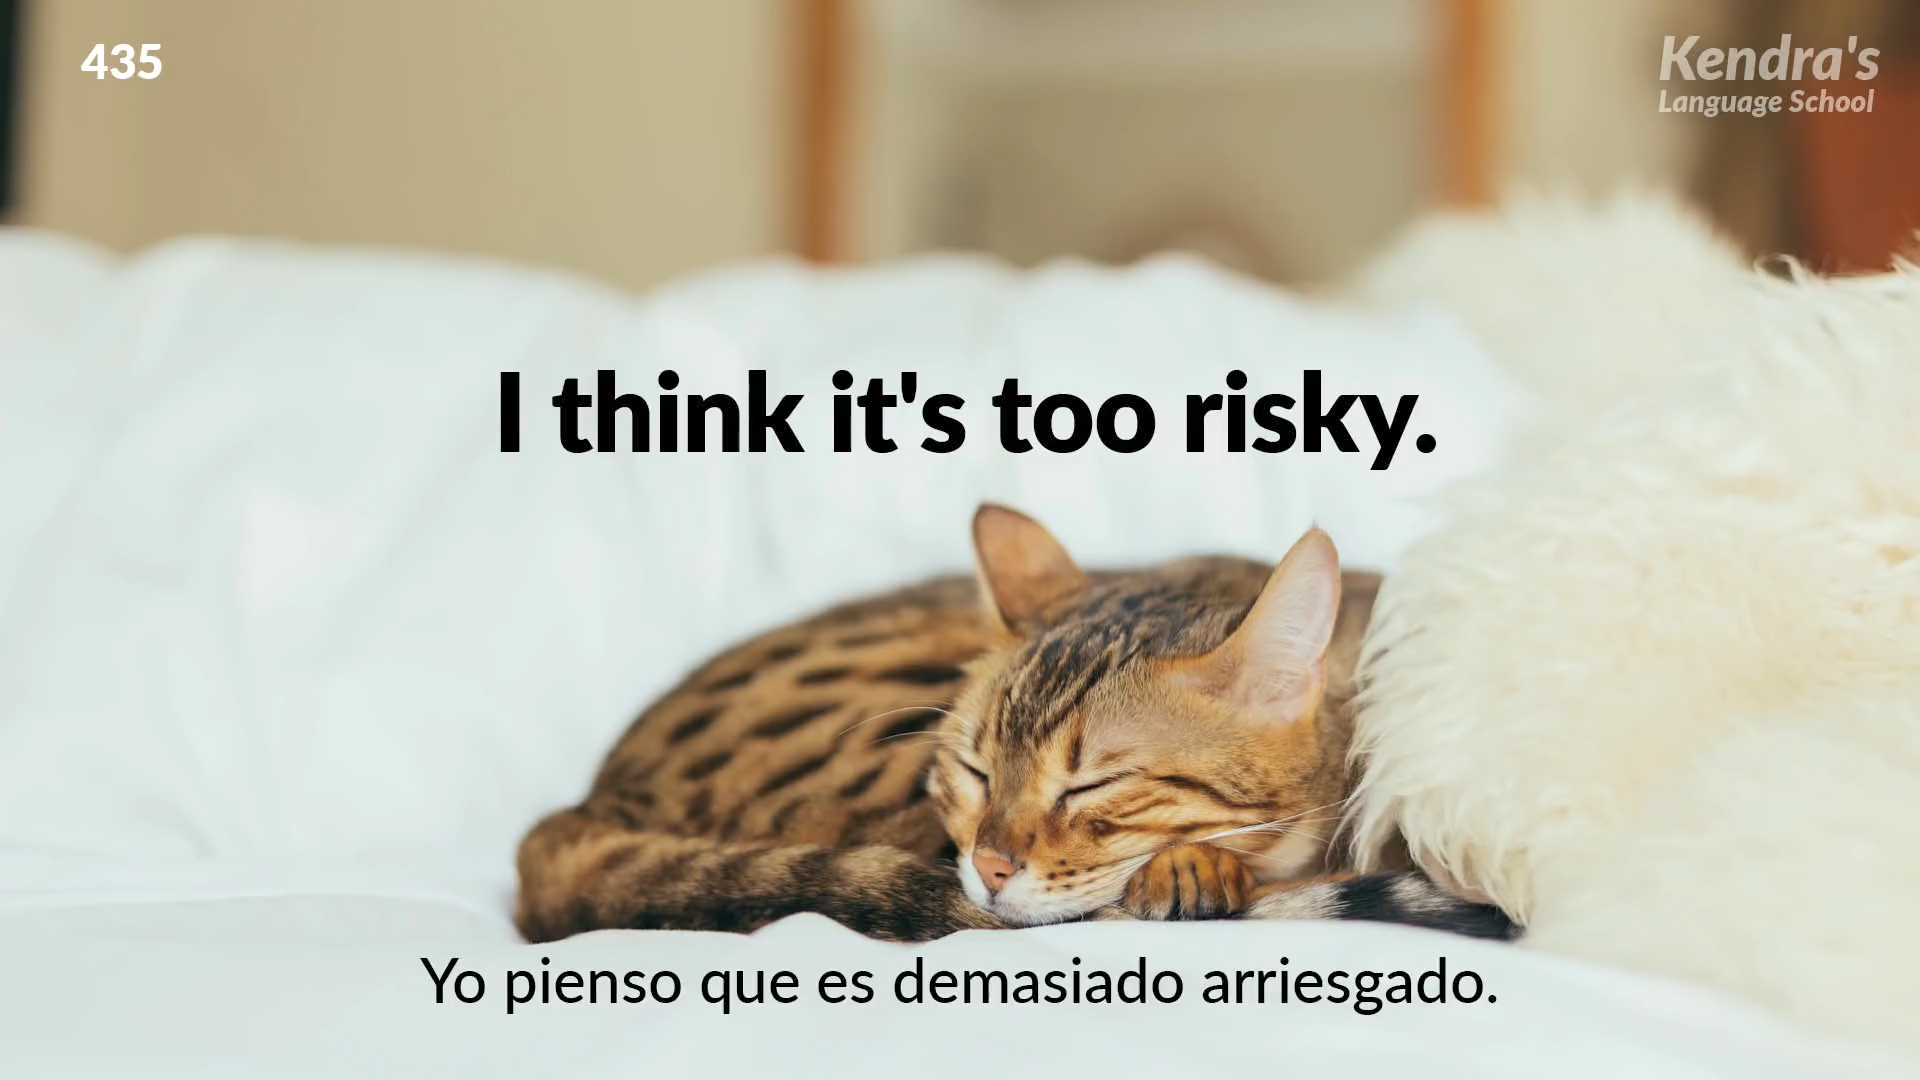 435
Kendra's
Language School
I think it's too risky.
Yo pienso que es demasiado arriesgado.